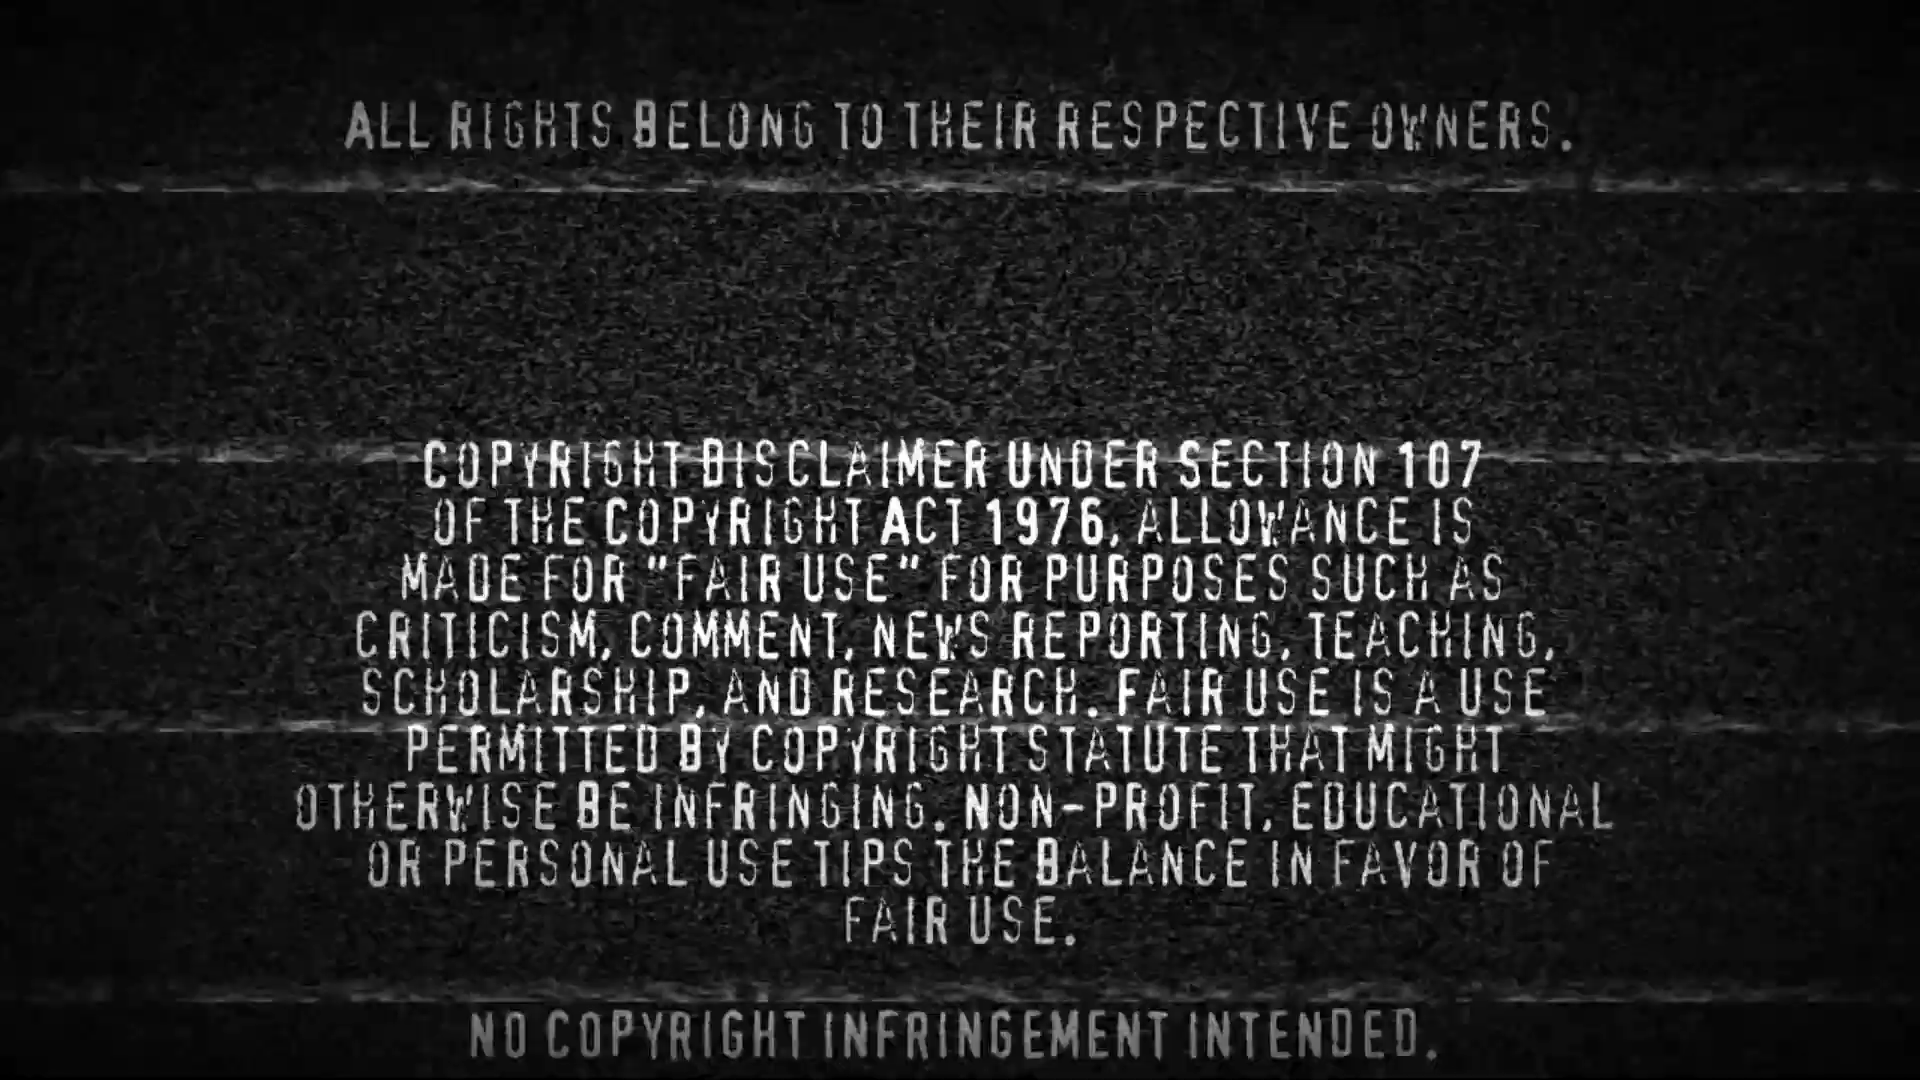 ALL RIGHTS BELONG TO THEIR RESPECTIVE OWNERS.
COPYRIGHT DISCLAIMER UNDER SECTION 107
OF THE COPYRIGHT ACT 1976, ALLOWANCE IS
MADE FOR "FAIR USE" FOR PURPOSES SUCH AS
CRITICISM, COMMENT, NEWS REPORTING, TEACHING,
SCHOLARSHIP, AND RESEARCH. FAIR USE IS A USE
PERMITTED BY COPYRIGHT STATUTE THAT MIGHT
OTHERWISE BE INFRINGING. NON-PROFIT, EDUCATIONAL
OR PERSONAL USE TIPS THE BALANCE IN FAVOR OF
FAIR USE.
NO COPYRIGHT INFRINGEMENT INTENDED.